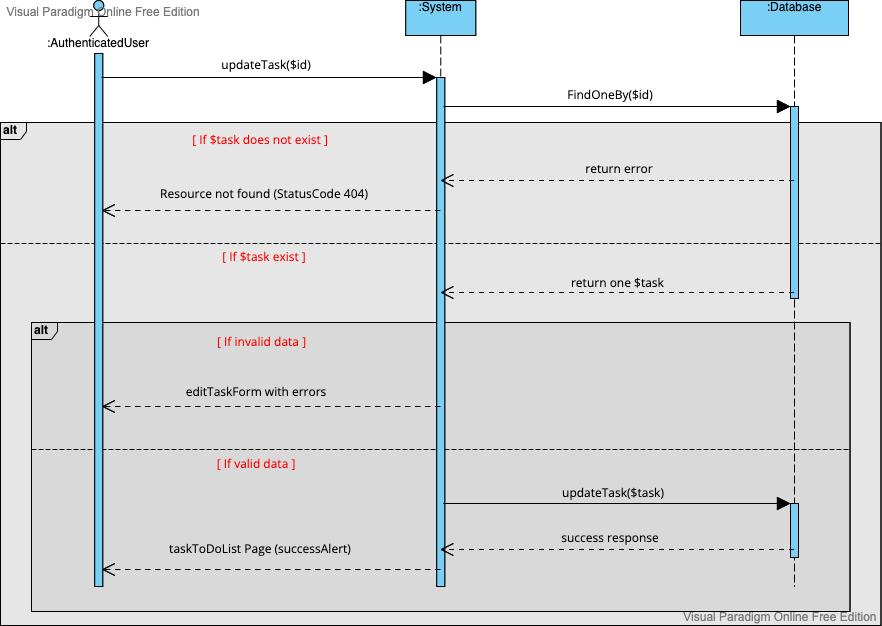 Visual Paradigm Online Free Edition
:AuthenticatedUser
:System
:Database
updateTask($id)
FindOneBy($id)
alt
[ If $task does not exist ]
return error
Resource not found (StatusCode 404)
[ If $task exist ]
return one $task
alt
[ If invalid data ]
editTaskForm with errors
[ If valid data ]
updateTask($task)
success response
taskToDoList Page (successAlert)
Visual Paradigm Online Free Edition